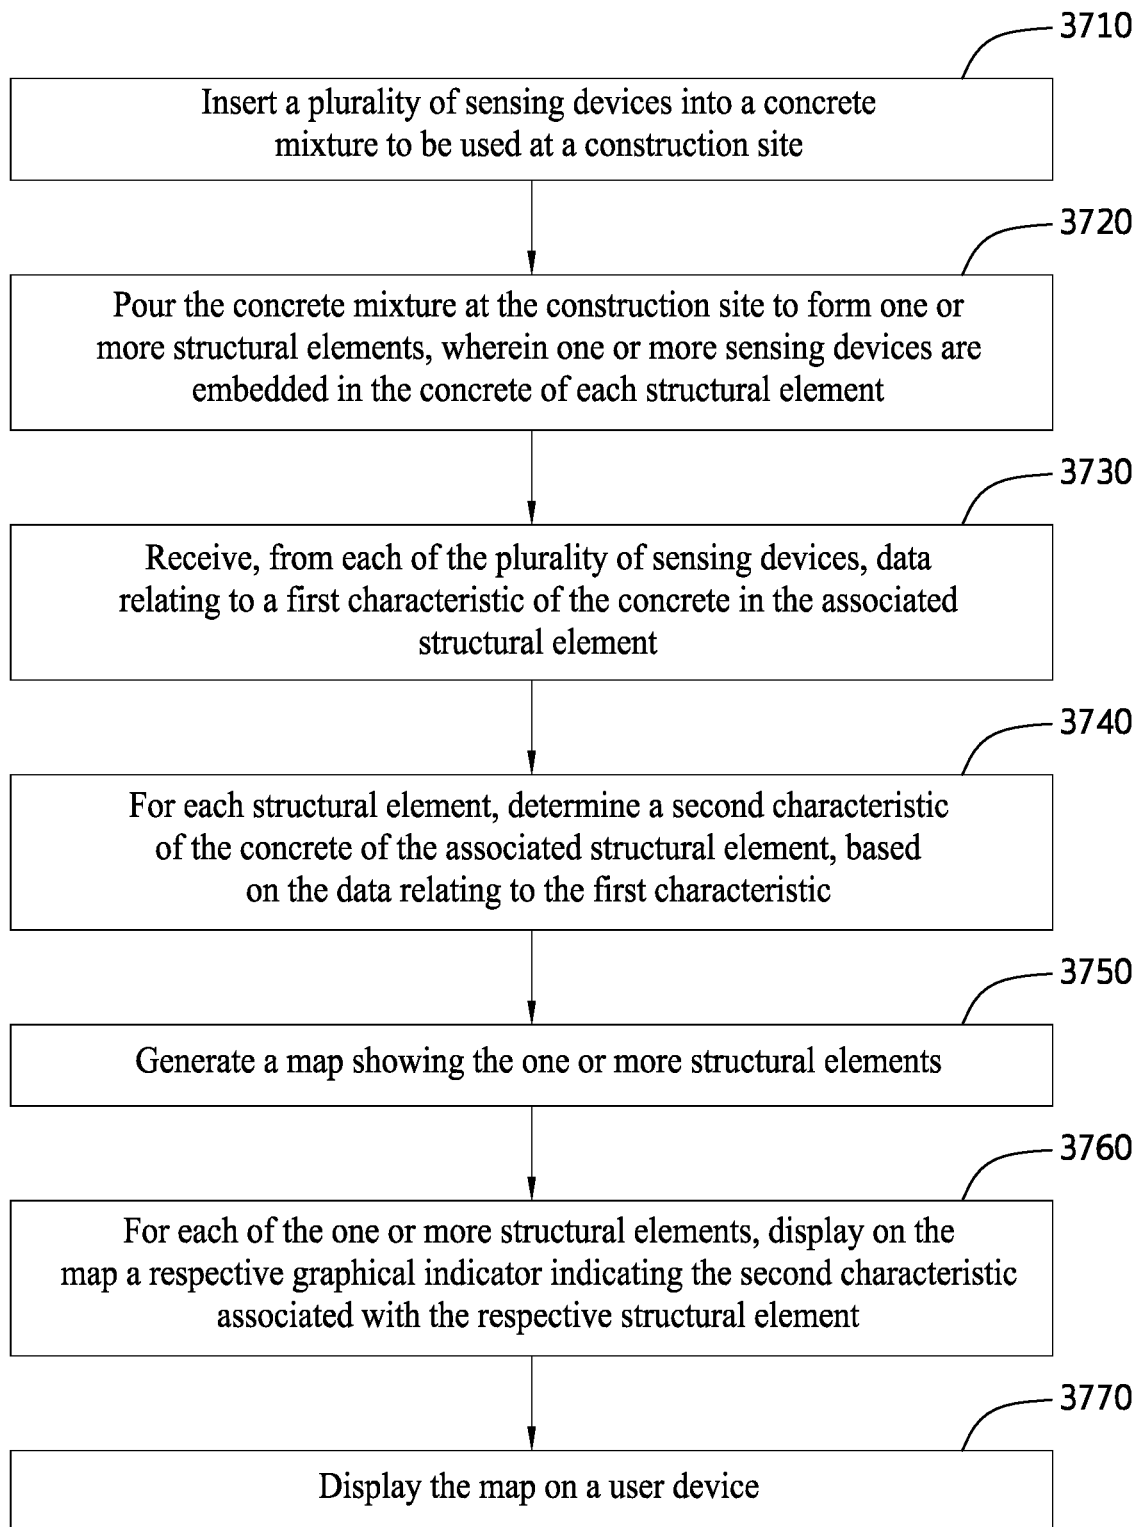 3710
Insert a plurality of sensing devices into a concrete
mixture to be used at a construction site
3720
Pour the concrete mixture at the construction site to form one or
more structural elements, wherein one or more sensing devices are
embedded in the concrete of each structural element
3730
Receive, from each of the plurality of sensing devices, data
relating to a first characteristic of the concrete in the associated
structural element
3740
For each structural element, determine a second characteristic
of the concrete of the associated structural element, based
on the data relating to the first characteristic
3750
Generate a map showing the one or more structural elements
3760
For each of the one or more structural elements, display on the
map a respective graphical indicator indicating the second characteristic
associated with the respective structural element
3770
Display the map on a user device